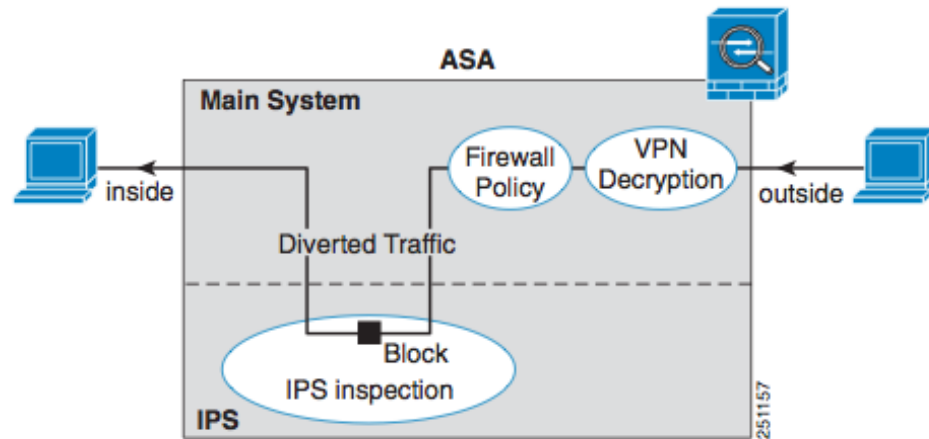 ASA
Main System
Firewall
Policy
VPN
Decryption
inside
outside
Diverted Traffic
Block
IPS inspection
IPS
251157